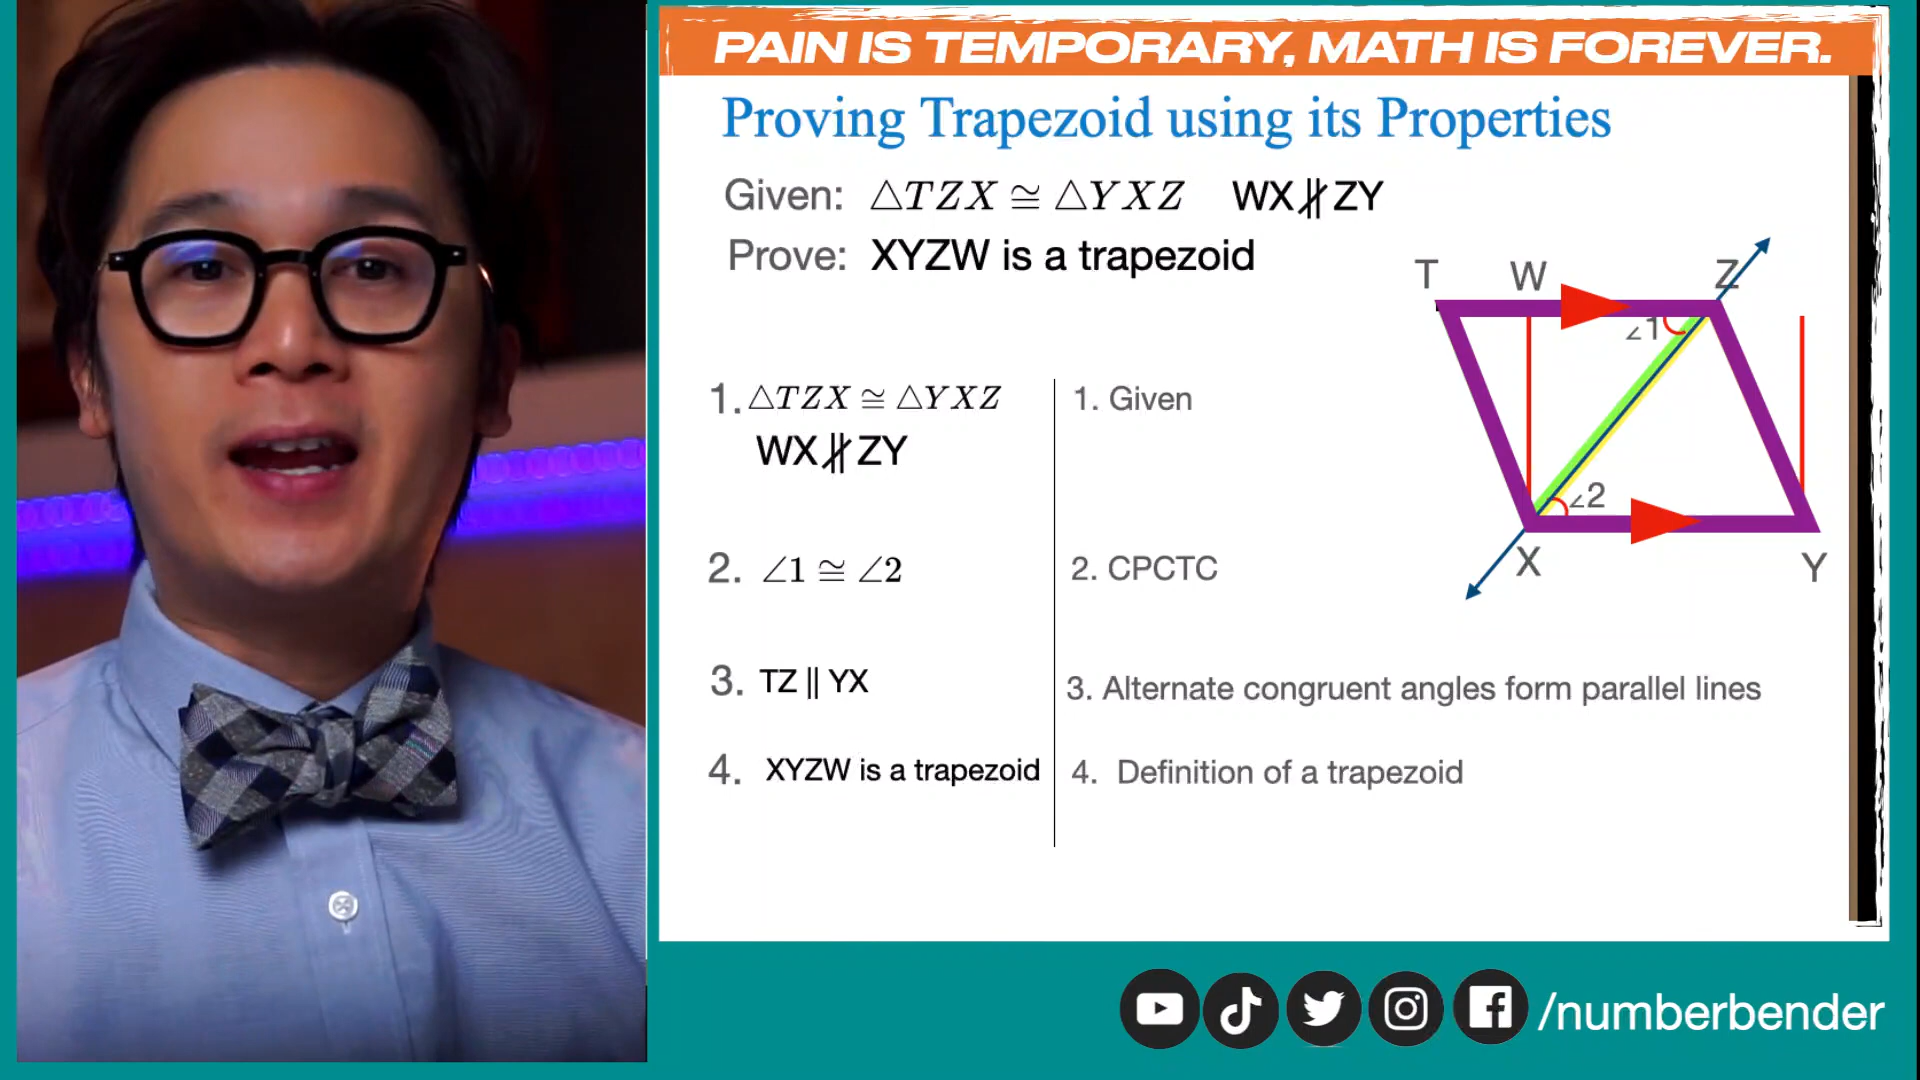 PAIN IS TEMPORARY, MATH IS FOREVER.
Proving Trapezoid using its Properties
Given: △TZX ≅ △YXZ WX ∦ ZY
Prove: XYZW is a trapezoid
T W Z
∠1
∠2
X Y
1. △TZX ≅ △YXZ
WX ∦ ZY
1. Given
2. ∠1 ≅ ∠2
2. CPCTC
3. TZ || YX
3. Alternate congruent angles form parallel lines
4. XYZW is a trapezoid
4. Definition of a trapezoid
/numberbender